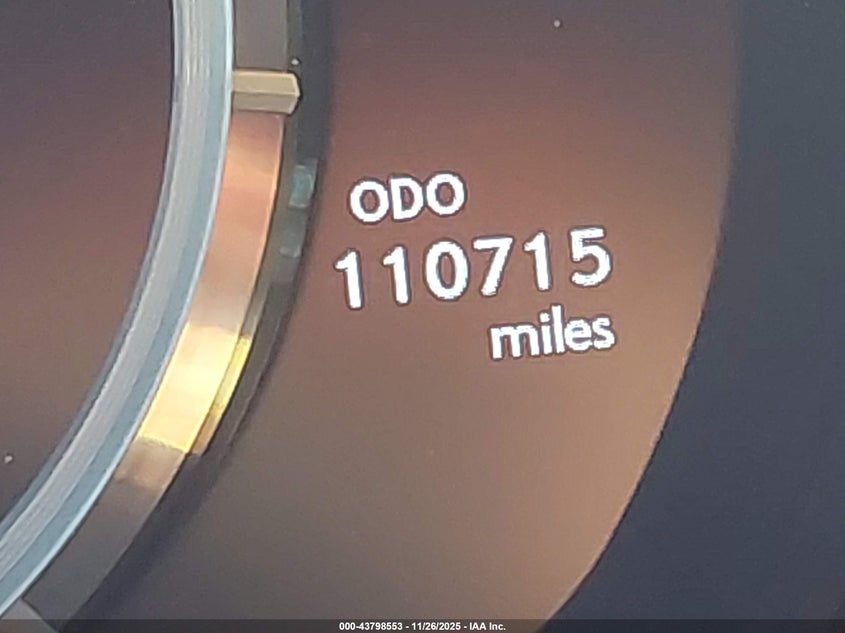 ODO
110715
miles
000-43798553 - 11/26/2025 - IAA Inc.